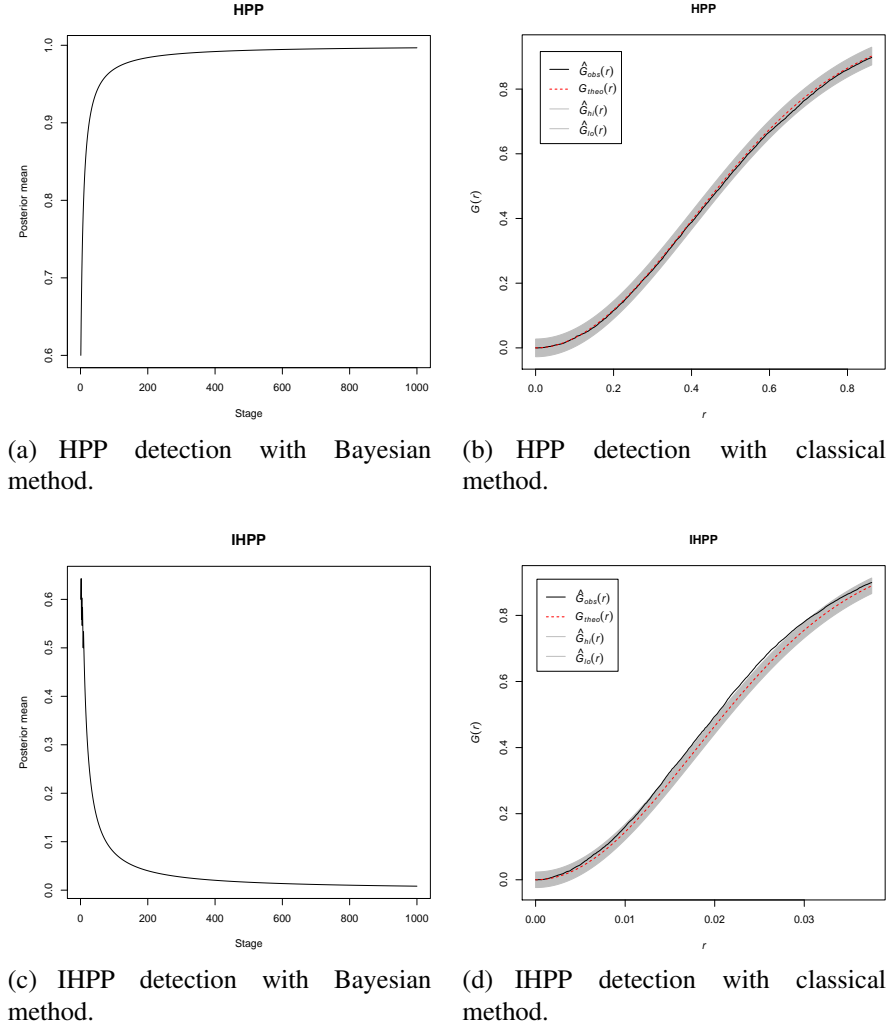 HPP
Posterior mean
1.0
0.9
0.8
0.7
0.6
0 200 400 600 800 1000
Stage
(a) HPP detection with Bayesian
method.
HPP
Ĝobs(r)
Gtheo(r)
Ĝhi(r)
Ĝlo(r)
G(r)
0.8
0.6
0.4
0.2
0.0
0.0 0.2 0.4 0.6 0.8
r
(b) HPP detection with classical
method.
IHPP
Posterior mean
0.6
0.5
0.4
0.3
0.2
0.1
0.0
0 200 400 600 800 1000
Stage
(c) IHPP detection with Bayesian
method.
IHPP
Ĝobs(r)
Gtheo(r)
Ĝhi(r)
Ĝlo(r)
G(r)
0.8
0.6
0.4
0.2
0.0
0.00 0.01 0.02 0.03
r
(d) IHPP detection with classical
method.